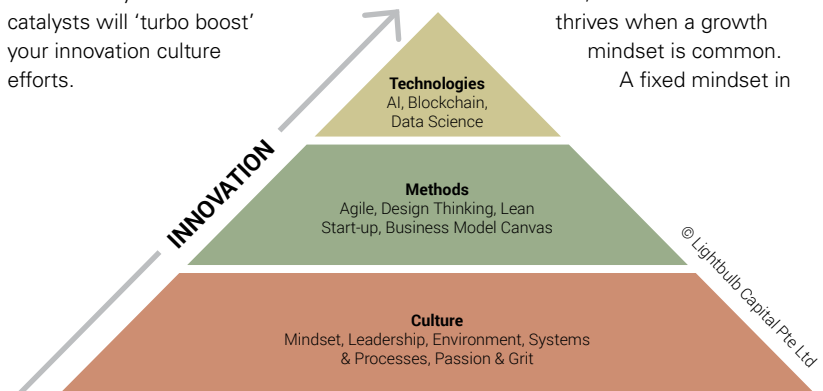 catalysts will ‘turbo boost’
your innovation culture
efforts.
thrives when a growth
mindset is common.
A fixed mindset in
INNOVATION
Technologies
AI, Blockchain,
Data Science
Methods
Agile, Design Thinking, Lean
Start-up, Business Model Canvas
Culture
Mindset, Leadership, Environment, Systems
& Processes, Passion & Grit
© Lightbulb Capital Pte Ltd